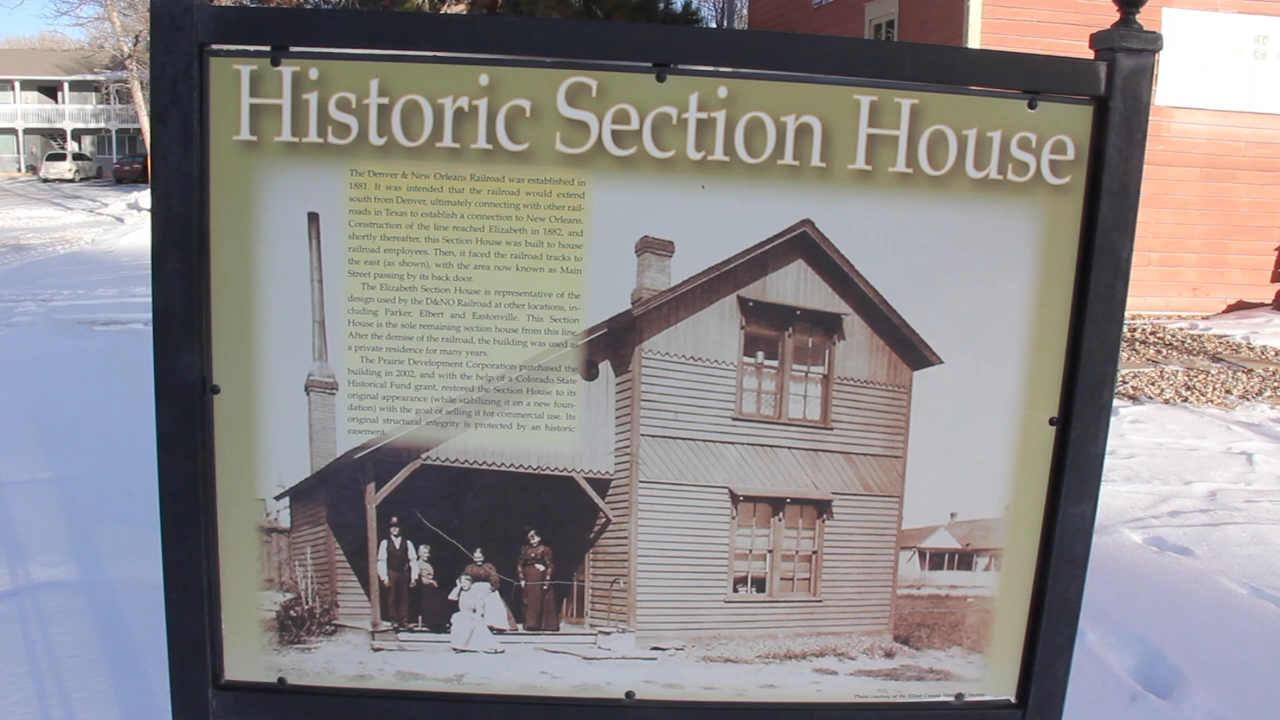 Historic Section House
The Denver & New Orleans Railroad was established in
1881. It was intended that the railroad would extend
south from Denver, ultimately connecting with other rail-
roads in Texas to establish a connection to New Orleans.
Construction of the line reached Elizabeth in 1882, and
shortly thereafter, this Section House was built to house
railroad employees. Then, it faced the railroad tracks to
the east (as shown), with the area now known as Main
Street passing by its back door.
The Elizabeth Section House is representative of the
design used by the D&NO Railroad at other locations, in-
cluding Parker, Elbert and Eastonville. This Section
House is the sole remaining section house from this line.
After the demise of the railroad, the building was used as
a private residence for many years.
The Prairie Development Corporation purchased the
building in 2002, and with the help of a Colorado State
Historical Fund grant, restored the Section House to its
original appearance (while stabilizing it on a new foun-
dation) with the goal of selling it for commercial use. Its
original structural integrity is protected by an historic
easement.
Photo courtesy of the Elbert County Historical Society